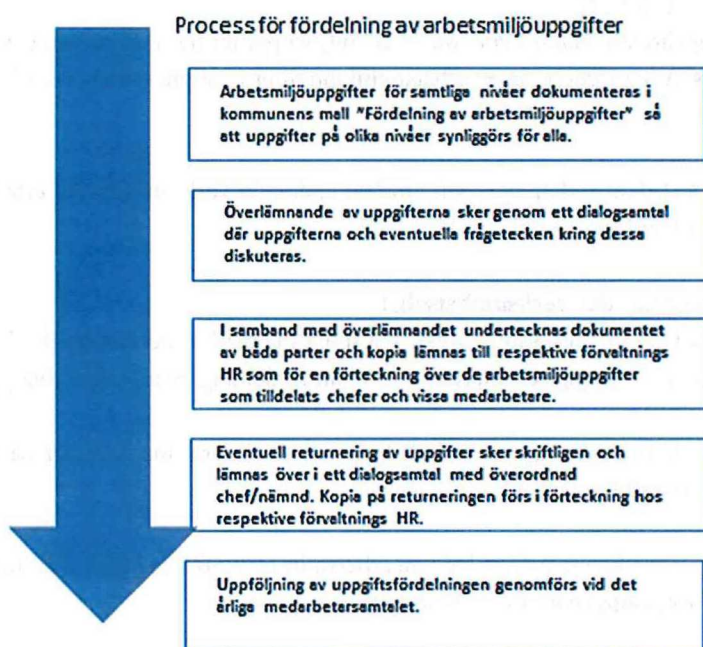 Process för fördelning av arbetsmiljöuppgifter
Arbetsmiljöuppgifter för samtliga nivåer dokumenteras i
kommunens mall "Fördelning av arbetsmiljöuppgifter" så
att uppgifter på olika nivåer synliggörs för alla.
Överlämnande av uppgifterna sker genom ett dialogsamtal
där uppgifterna och eventuella frågetecken kring dessa
diskuteras.
I samband med överlämnandet undertecknas dokumentet
av båda parter och kopia lämnas till respektive förvaltnings
HR som för en förteckning över de arbetsmiljöuppgifter
som tilldelats chefer och vissa medarbetare.
Eventuell returnering av uppgifter sker skriftligen och
lämnas över i ett dialogsamtal med överordnad
chef/nämnd. Kopia på returneringen förs i förteckning hos
respektive förvaltnings HR.
Uppföljning av uppgiftsfördelningen genomförs vid det
årliga medarbetarsamtalet.